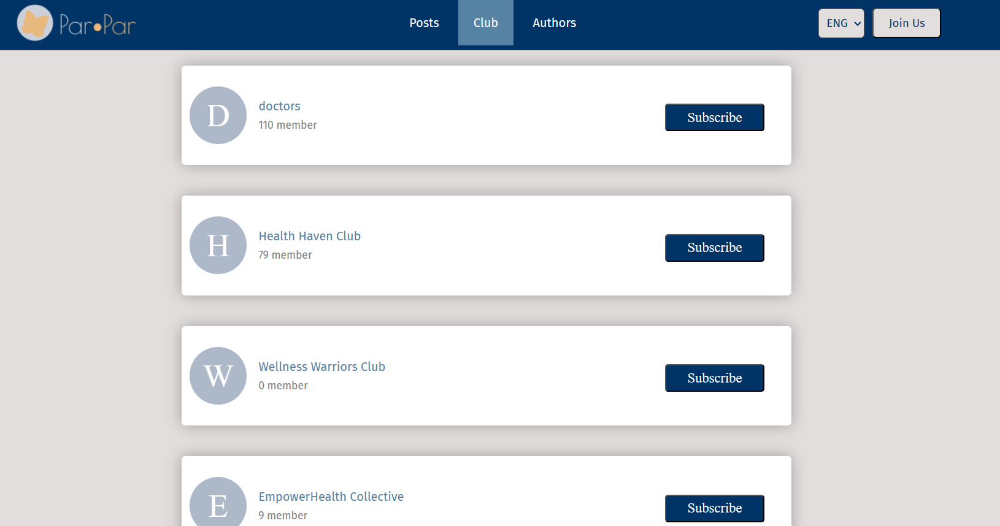 Par•Par
Posts
Club
Authors
ENG
Join Us
D
doctors
110 member
Subscribe
H
Health Haven Club
79 member
Subscribe
W
Wellness Warriors Club
0 member
Subscribe
E
EmpowerHealth Collective
9 member
Subscribe